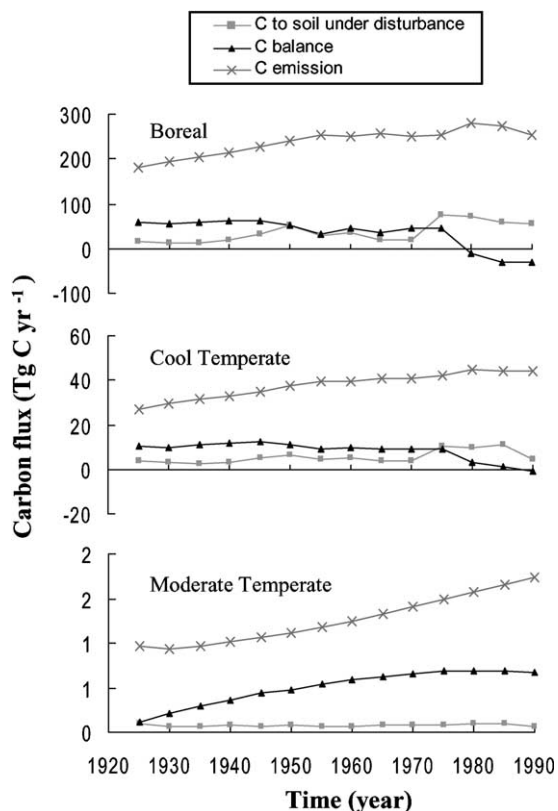 C to soil under disturbance
C balance
C emission
Boreal
300
200
100
0
-100
Cool Temperate
60
40
20
0
-20
Moderate Temperate
2
2
1
1
0
Carbon flux (Tg C yr -1)
1920 1930 1940 1950 1960 1970 1980 1990
Time (year)